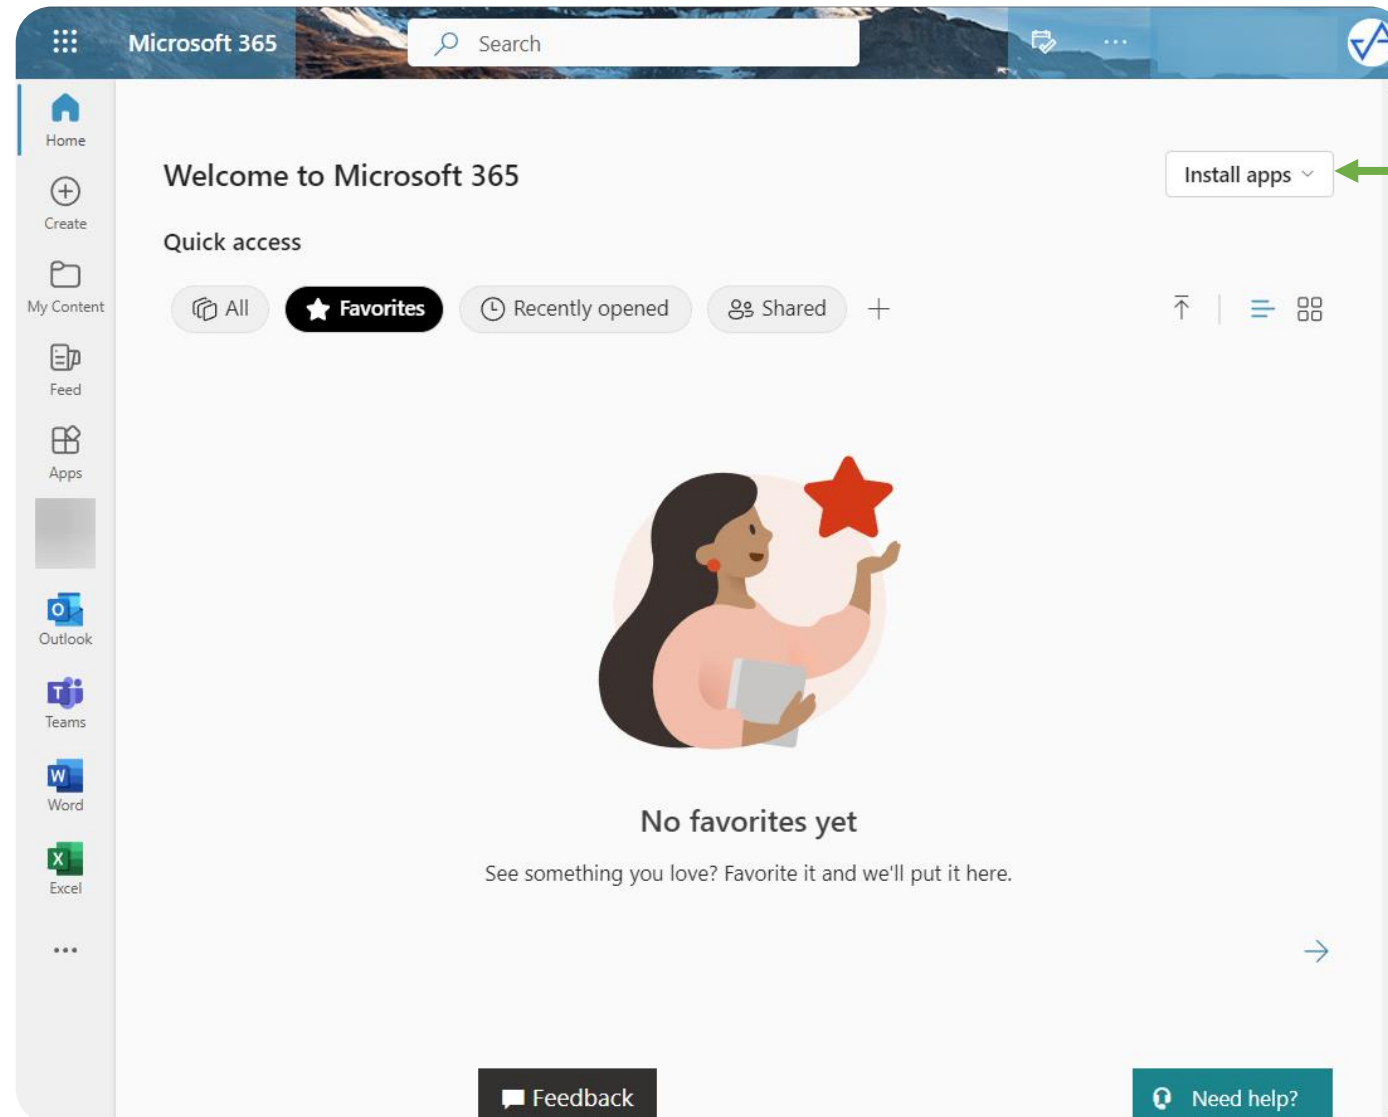 Microsoft 365
Search
Home
Create
My Content
Feed
Apps
Outlook
Teams
Word
Excel
Welcome to Microsoft 365
Install apps
Quick access
All
Favorites
Recently opened
Shared
No favorites yet
See something you love? Favorite it and we'll put it here.
Feedback
Need help?